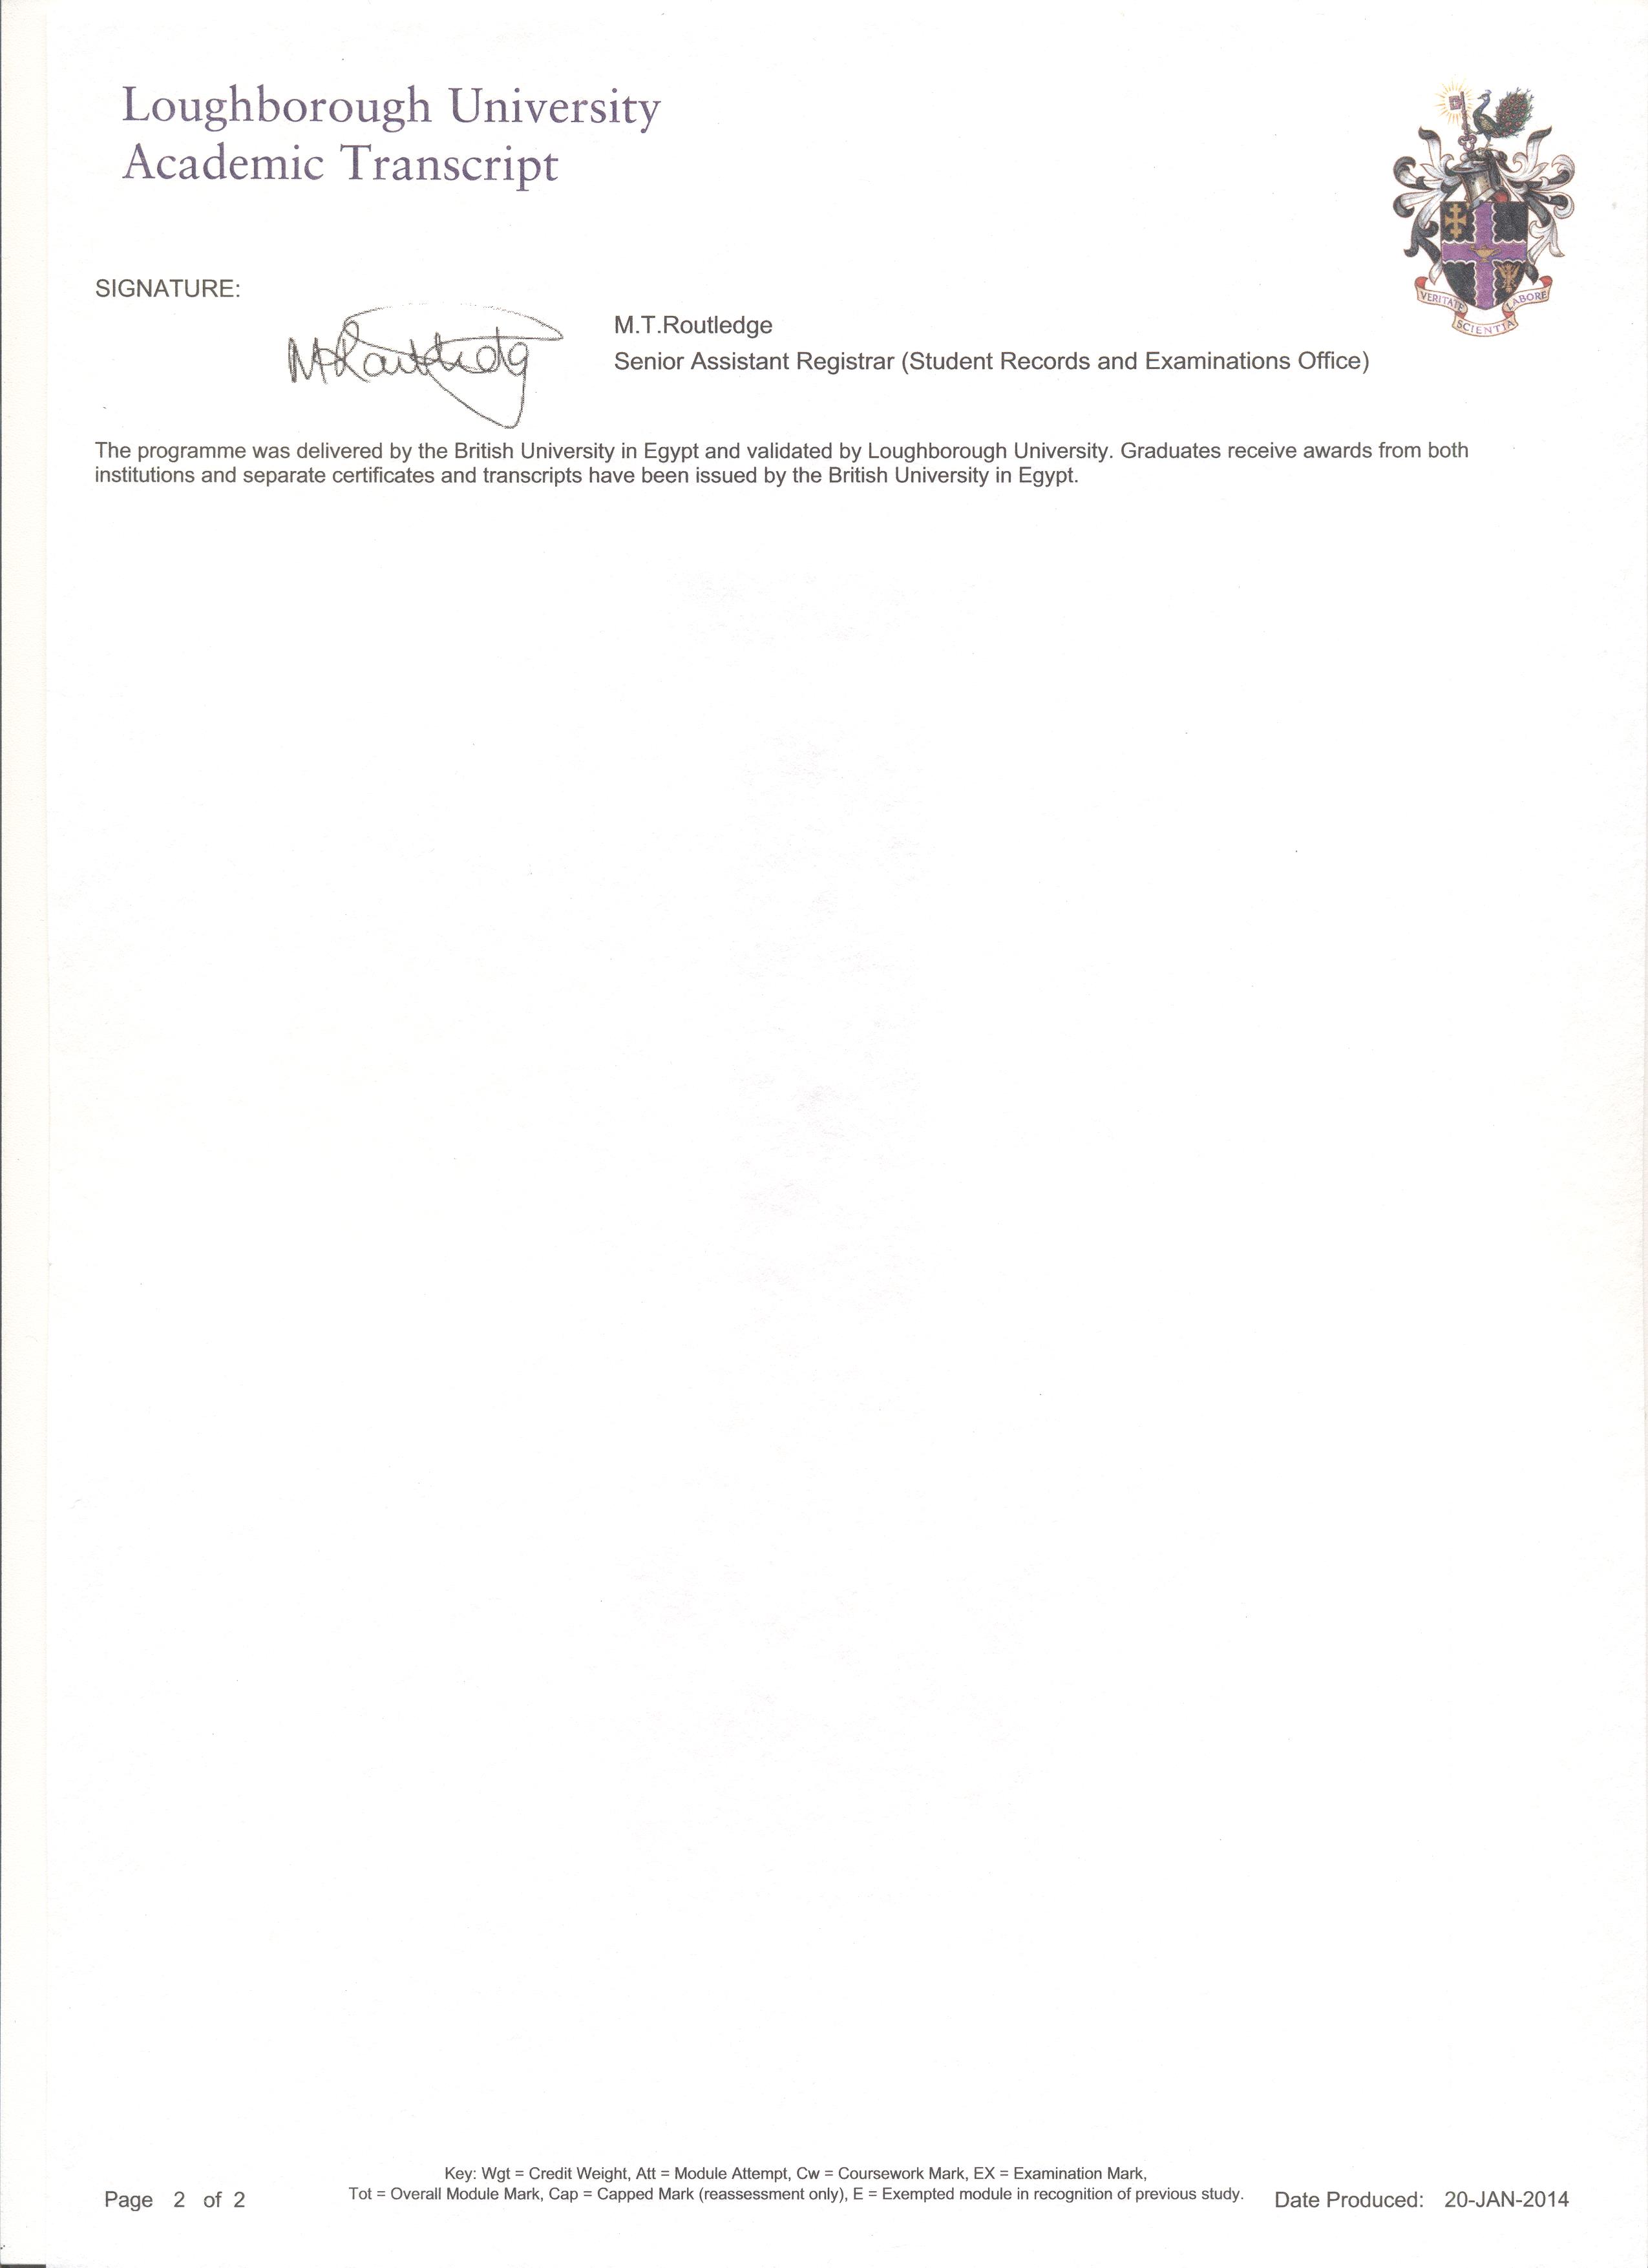 Loughborough University
Academic Transcript
VERITATE SCIENTIA LABORE
SIGNATURE:
M.T.Routledge
Senior Assistant Registrar (Student Records and Examinations Office)
The programme was delivered by the British University in Egypt and validated by Loughborough University. Graduates receive awards from both
institutions and separate certificates and transcripts have been issued by the British University in Egypt.
Key: Wgt = Credit Weight, Att = Module Attempt, Cw = Coursework Mark, EX = Examination Mark,
Tot = Overall Module Mark, Cap = Capped Mark (reassessment only), E = Exempted module in recognition of previous study.
Page 2 of 2
Date Produced: 20-JAN-2014